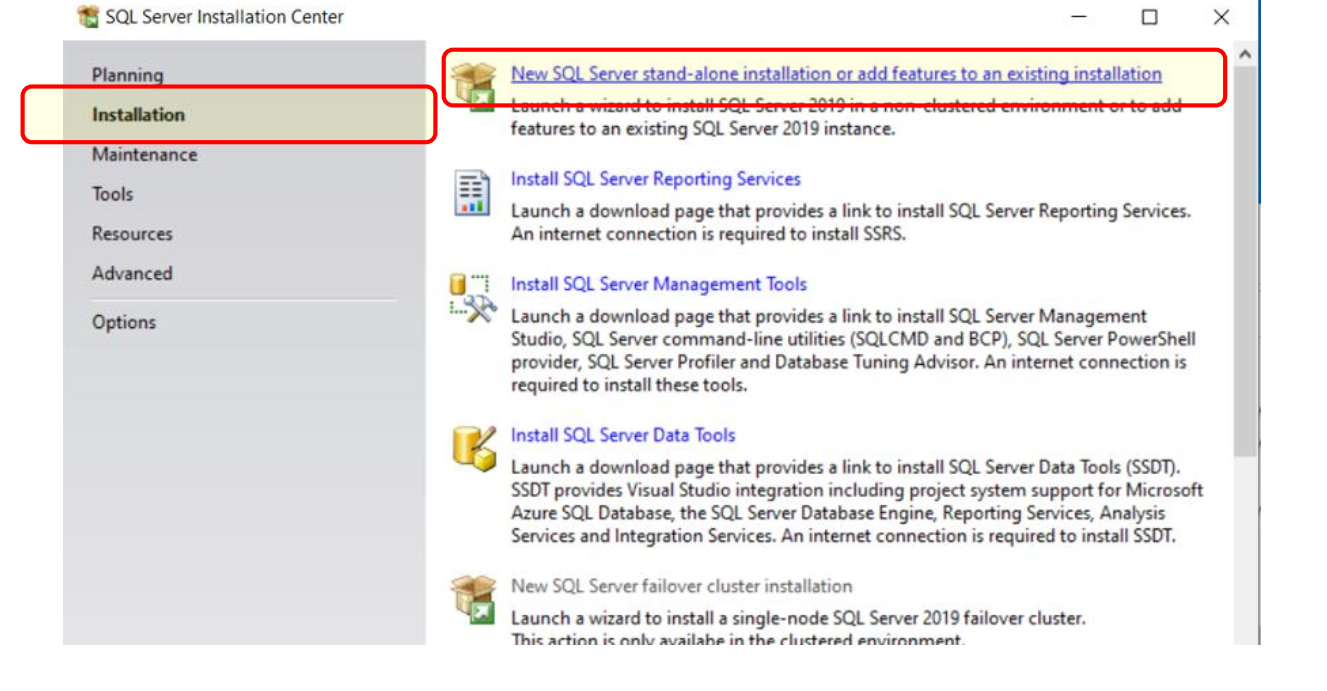 SQL Server Installation Center
Planning
Installation
Maintenance
Tools
Resources
Advanced
Options
New SQL Server stand-alone installation or add features to an existing installation
Launch a wizard to install SQL Server 2019 in a non-clustered environment or to add
features to an existing SQL Server 2019 instance.
Install SQL Server Reporting Services
Launch a download page that provides a link to install SQL Server Reporting Services.
An internet connection is required to install SSRS.
Install SQL Server Management Tools
Launch a download page that provides a link to install SQL Server Management
Studio, SQL Server command-line utilities (SQLCMD and BCP), SQL Server PowerShell
provider, SQL Server Profiler and Database Tuning Advisor. An internet connection is
required to install these tools.
Install SQL Server Data Tools
Launch a download page that provides a link to install SQL Server Data Tools (SSDT).
SSDT provides Visual Studio integration including project system support for Microsoft
Azure SQL Database, the SQL Server Database Engine, Reporting Services, Analysis
Services and Integration Services. An internet connection is required to install SSDT.
New SQL Server failover cluster installation
Launch a wizard to install a single-node SQL Server 2019 failover cluster.
This action is only availabe in the clustered environment.